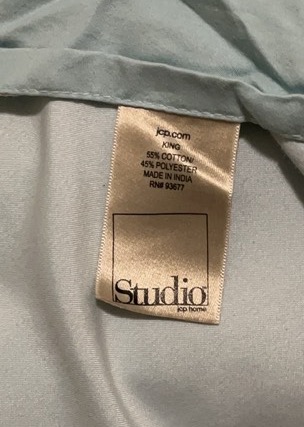 jcp.com
KING
55% COTTON/
45% POLYESTER
MADE IN INDIA
RN# 93677
Studio
jcp home